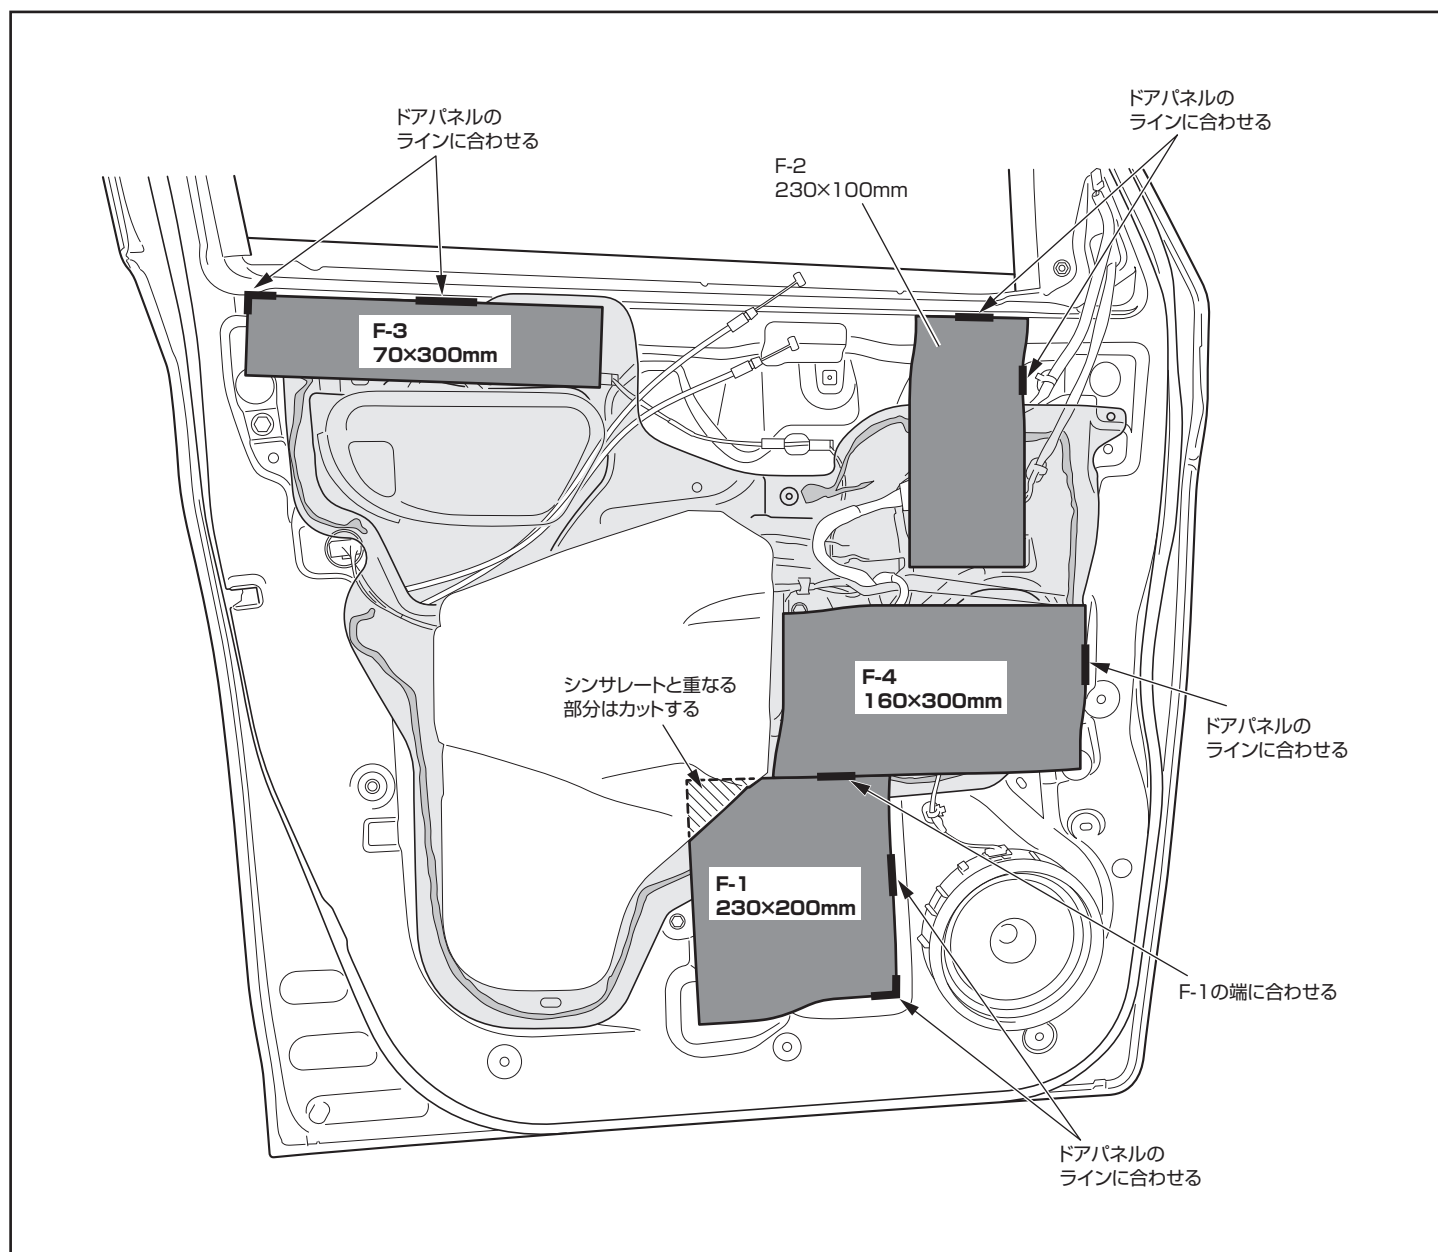 ドアパネルの
ラインに合わせる
ドアパネルの
ラインに合わせる
F-2
230×100mm
F-3
70×300mm
シンサレートと重なる
部分はカットする
F-4
160×300mm
ドアパネルの
ラインに合わせる
F-1
230×200mm
F-1の端に合わせる
ドアパネルの
ラインに合わせる